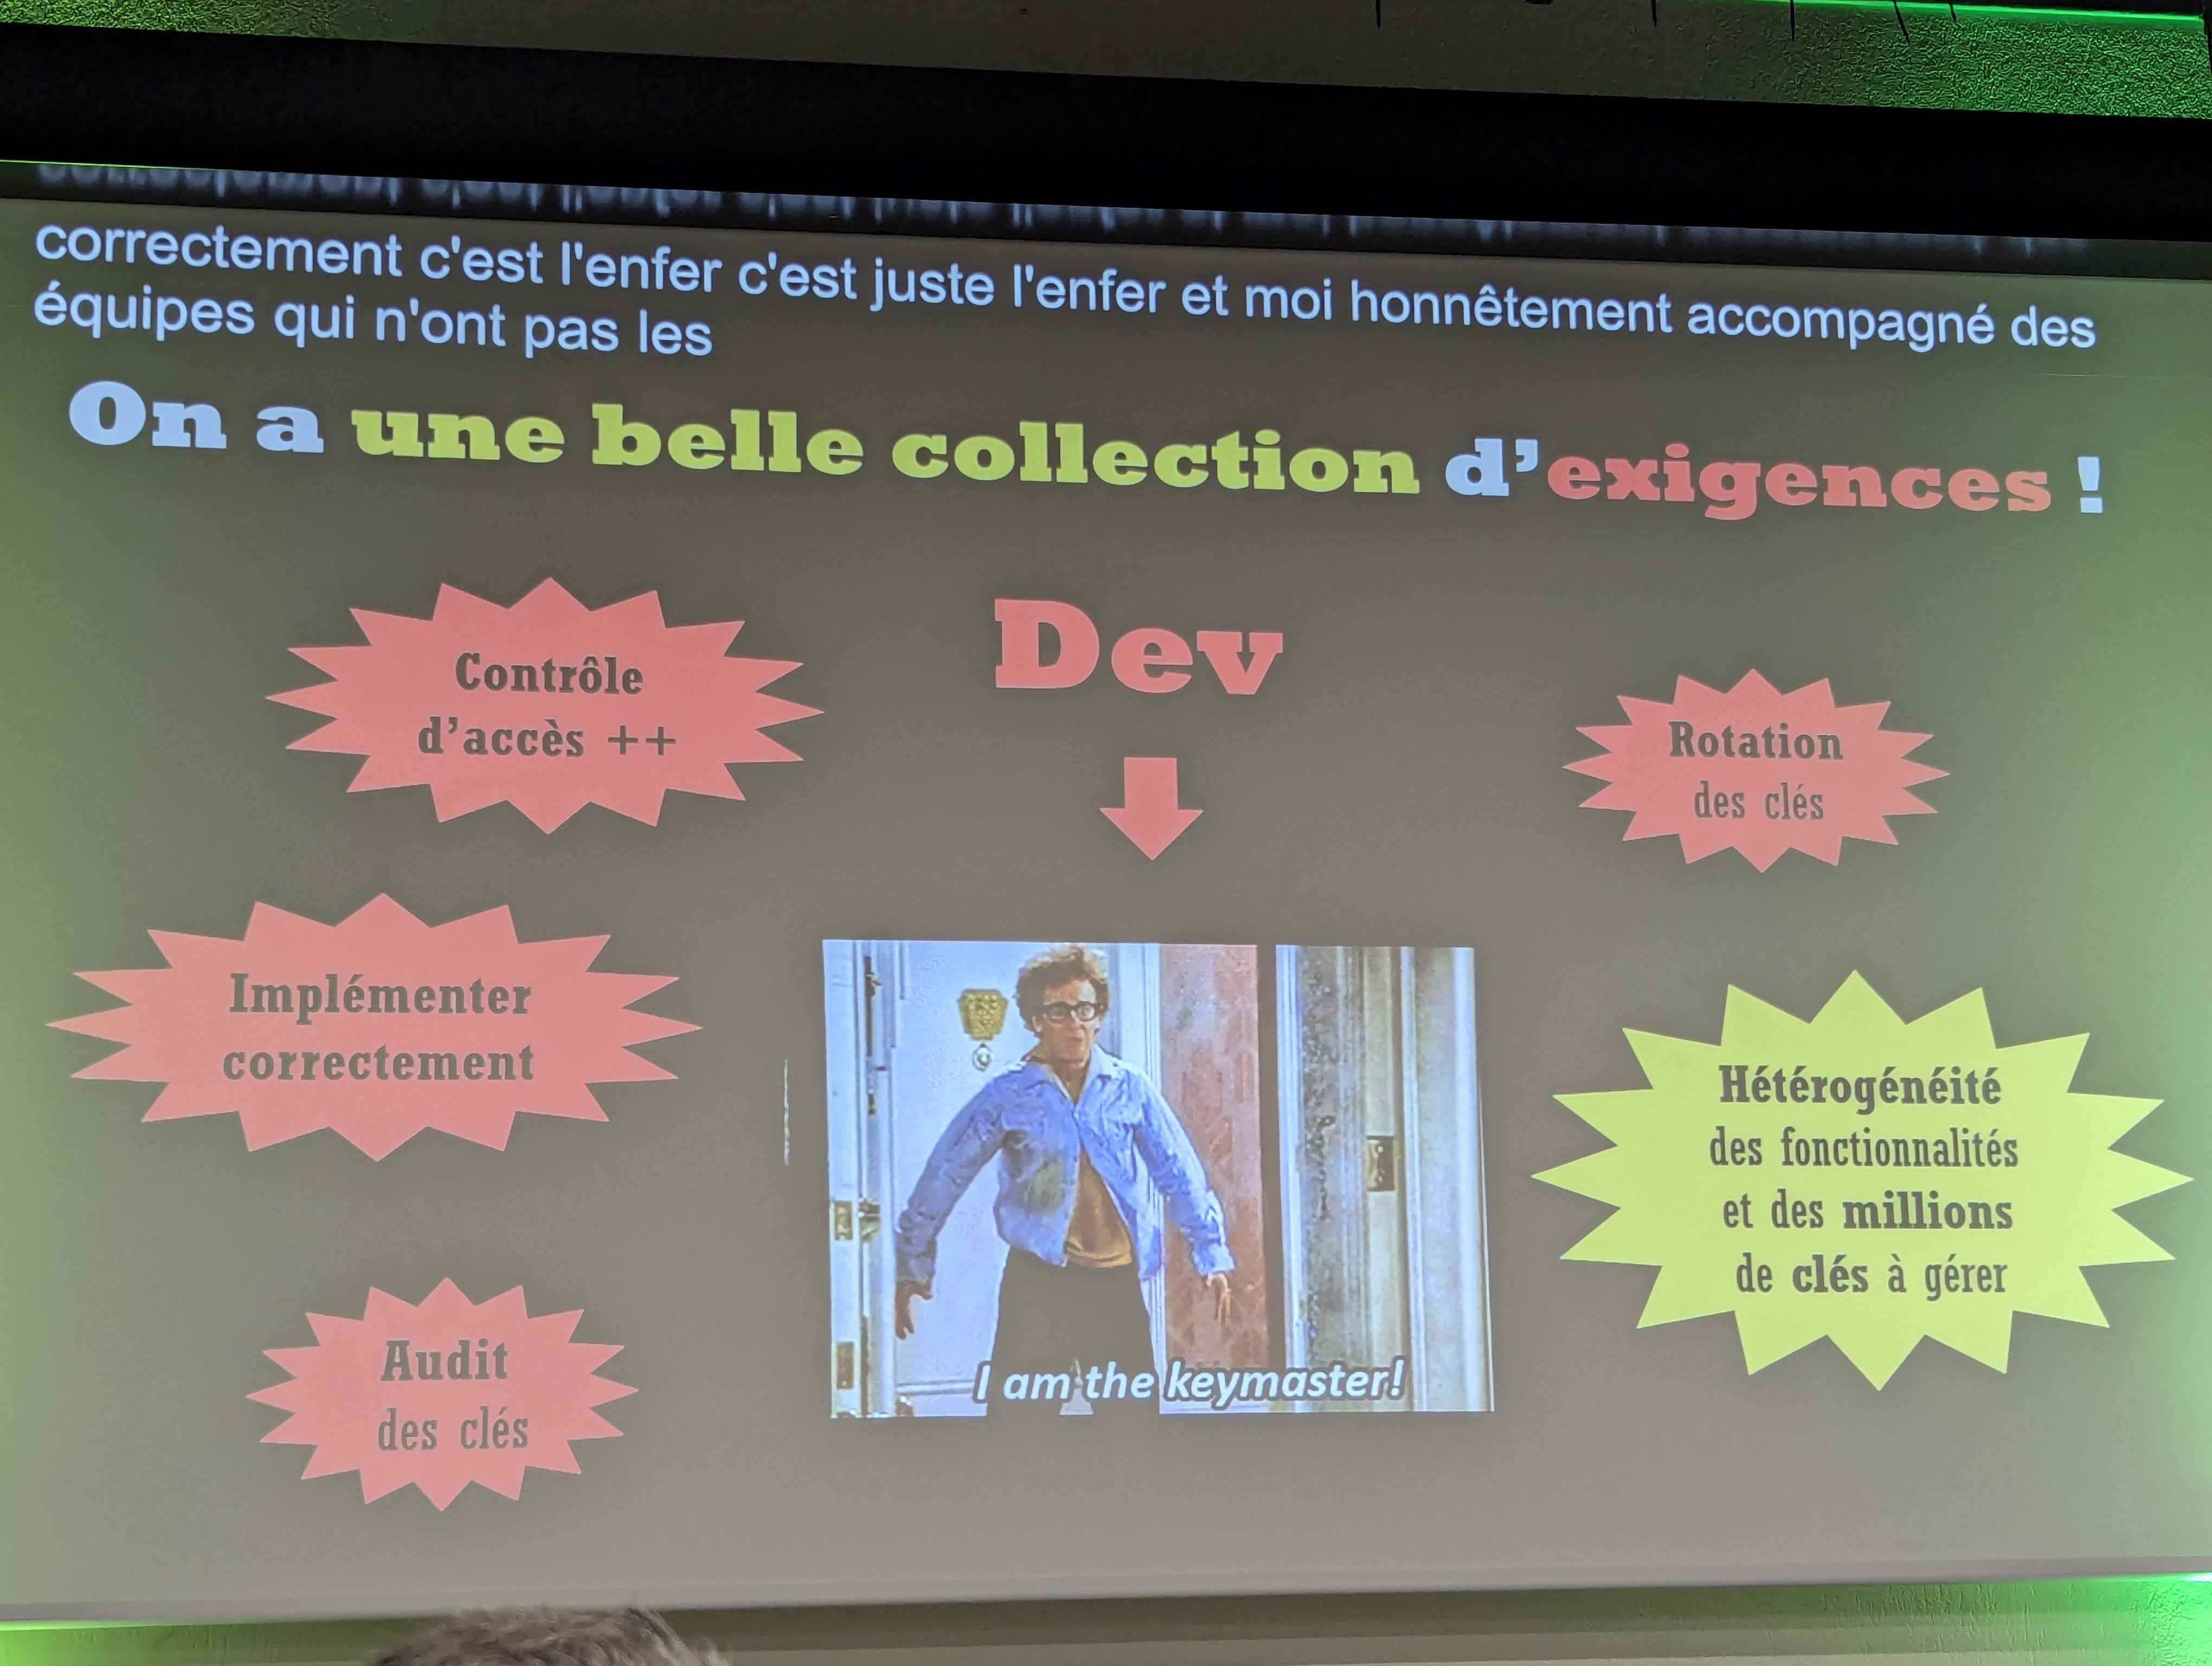 correctement c'est l'enfer c'est juste l'enfer et moi honnêtement accompagné des
équipes qui n'ont pas les
On a une belle collection d'exigences !
Contrôle
d'accès ++
Dev
Rotation
des clés
Implémenter
correctement
Hétérogénéité
des fonctionnalités
et des millions
de clés à gérer
Audit
des clés
I am the keymaster!